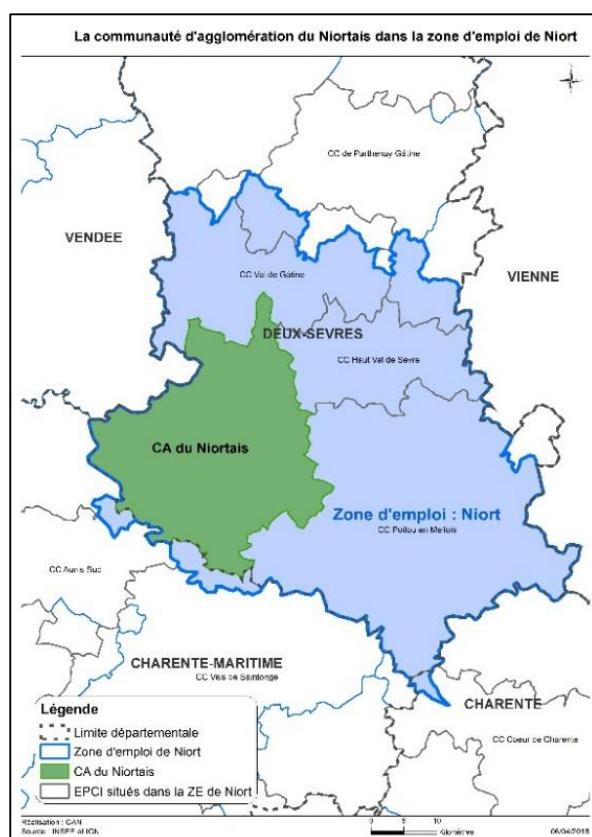 La communauté d'agglomération du Niortais dans la zone d'emploi de Niort
CC de Parthenay Gâtine
VENDEE
VIENNE
CC Val de Gâtine
DEUX-SEVRES
CC Haut Val de Sèvre
CA du Niortais
Zone d'emploi : Niort
CC Poitou en Mellois
CC Aunis Sud
CHARENTE-MARITIME
CC Vals de Saintonge
CHARENTE
CC Coeur de Charente
Légende
Limite départementale
Zone d'emploi de Niort
CA du Niortais
EPCI situés dans la ZE de Niort
Réalisation : CAN
Source : INSEE et IGN
0 5 10
Kilomètres
06/04/2018